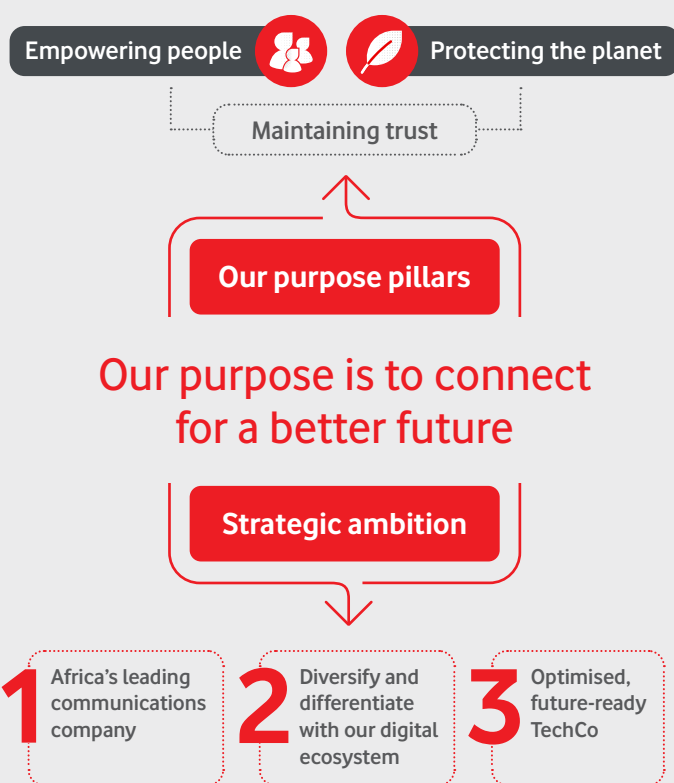 Empowering people
Protecting the planet
Maintaining trust
Our purpose pillars
Our purpose is to connect
for a better future
Strategic ambition
1
Africa's leading
communications
company
2
Diversify and
differentiate
with our digital
ecosystem
3
Optimised,
future-ready
TechCo